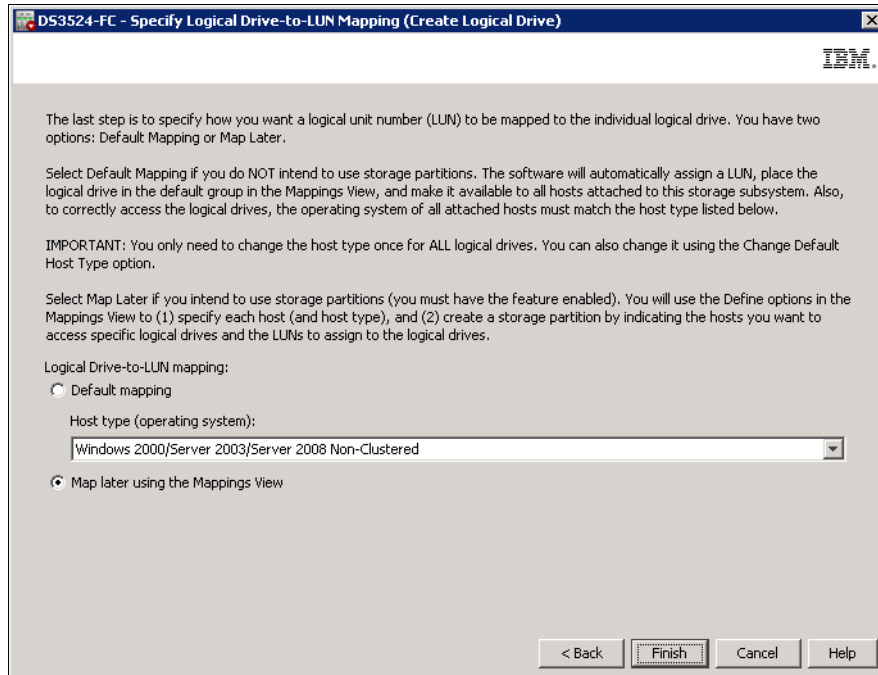 DS3524-FC - Specify Logical Drive-to-LUN Mapping (Create Logical Drive)
IBM.
The last step is to specify how you want a logical unit number (LUN) to be mapped to the individual logical drive. You have two
options: Default Mapping or Map Later.
Select Default Mapping if you do NOT intend to use storage partitions. The software will automatically assign a LUN, place the
logical drive in the default group in the Mappings View, and make it available to all hosts attached to this storage subsystem. Also,
to correctly access the logical drives, the operating system of all attached hosts must match the host type listed below.
IMPORTANT: You only need to change the host type once for ALL logical drives. You can also change it using the Change Default
Host Type option.
Select Map Later if you intend to use storage partitions (you must have the feature enabled). You will use the Define options in the
Mappings View to (1) specify each host (and host type), and (2) create a storage partition by indicating the hosts you want to
access specific logical drives and the LUNs to assign to the logical drives.
Logical Drive-to-LUN mapping:
Default mapping
Host type (operating system):
Windows 2000/Server 2003/Server 2008 Non-Clustered
Map later using the Mappings View
< Back Finish Cancel Help